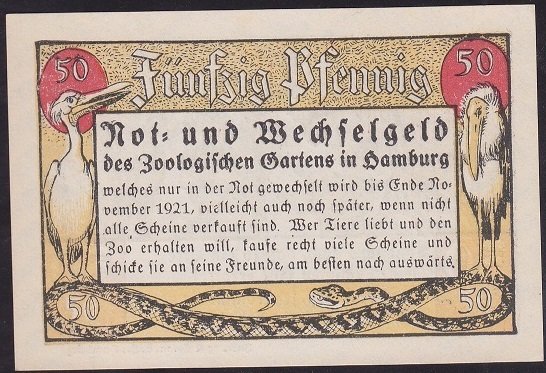 50 Fünfzig Pfennig 50
Not- und Wechselgeld
des Zoologischen Gartens in Hamburg
welches nur in der Not gewechselt wird bis Ende No-
vember 1921, vielleicht auch noch später, wenn nicht
alle Scheine verkauft sind. Wer Tiere liebt und den
Zoo erhalten will, kaufe recht viele Scheine und
schicke sie an seine Freunde, am besten nach auswärts.
50 50